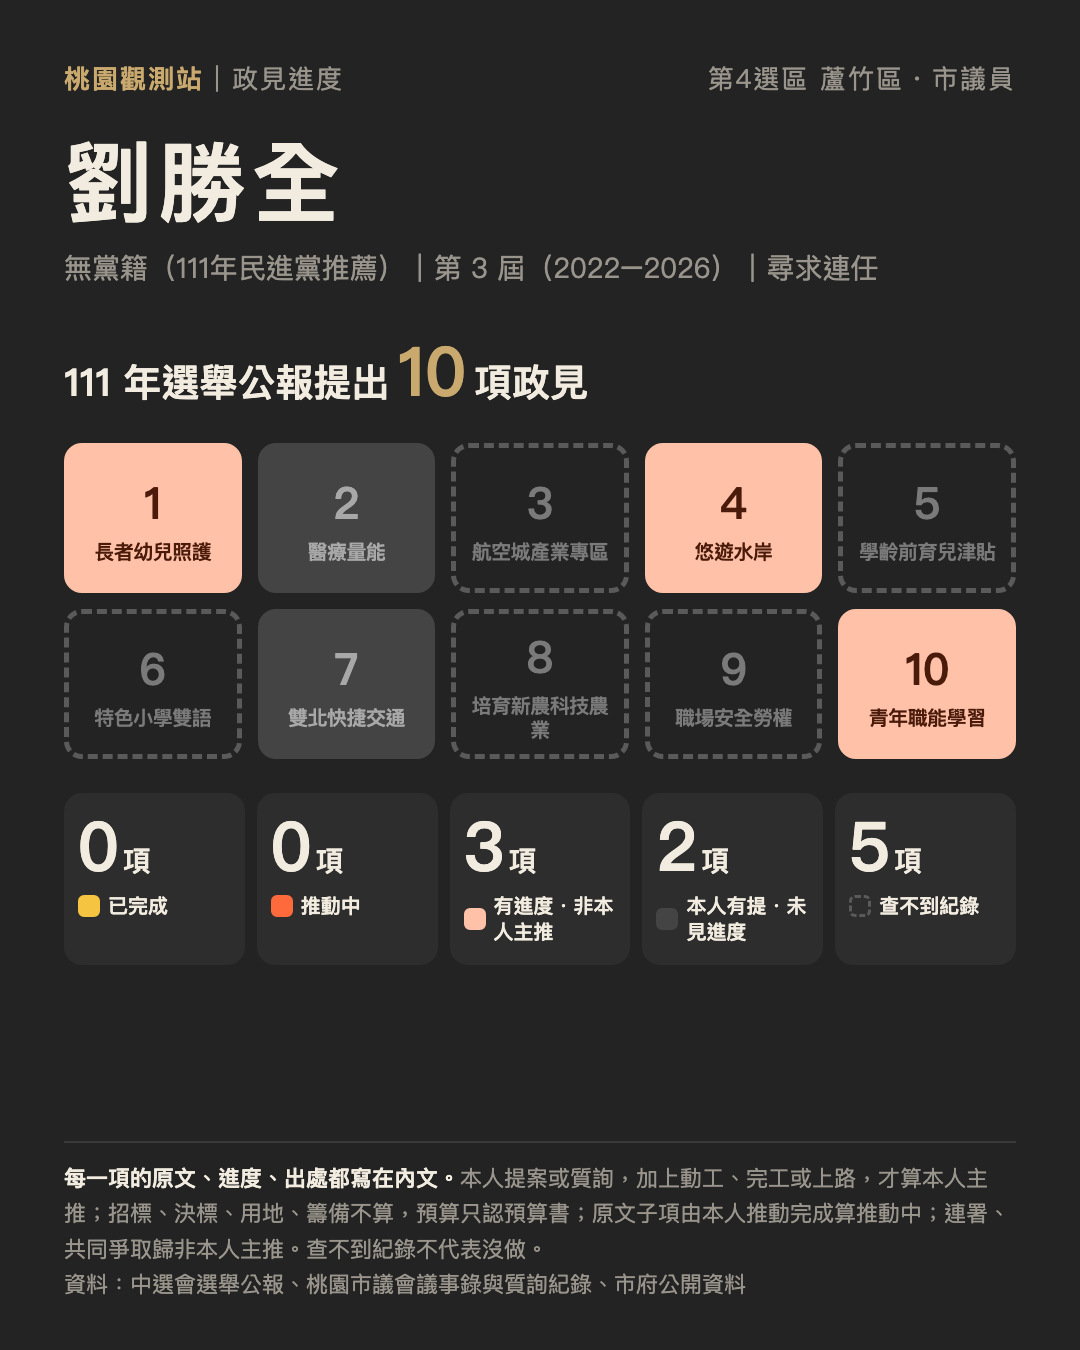 桃園觀測站｜政見進度
第4選區 蘆竹區・市議員
劉勝全
無黨籍（111年民進黨推薦）｜第 3 屆（2022—2026）｜尋求連任
111 年選舉公報提出 10 項政見
1
長者幼兒照護
2
醫療量能
3
航空城產業專區
4
悠遊水岸
5
學齡前育兒津貼
6
特色小學雙語
7
雙北快捷交通
8
培育新農科技農
業
9
職場安全勞權
10
青年職能學習
0項
已完成
0項
推動中
3項
有進度・非本
人主推
2項
本人有提・未
見進度
5項
查不到紀錄
每一項的原文、進度、出處都寫在內文。本人提案或質詢，加上動工、完工或上路，才算本人主
推；招標、決標、用地、籌備不算，預算只認預算書；原文子項由本人推動完成算推動中；連署、
共同爭取歸非本人主推。查不到紀錄不代表沒做。
資料：中選會選舉公報、桃園市議會議事錄與質詢紀錄、市府公開資料